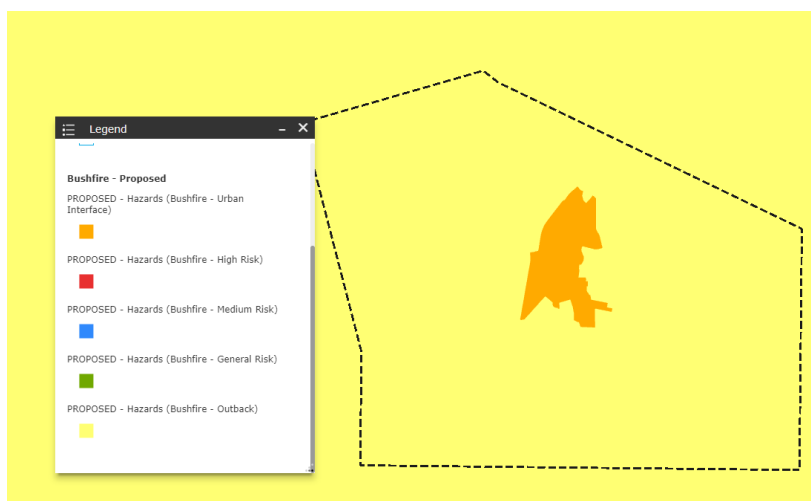 Legend
Bushfire - Proposed
PROPOSED - Hazards (Bushfire - Urban
Interface)
PROPOSED - Hazards (Bushfire - High Risk)
PROPOSED - Hazards (Bushfire - Medium Risk)
PROPOSED - Hazards (Bushfire - General Risk)
PROPOSED - Hazards (Bushfire - Outback)